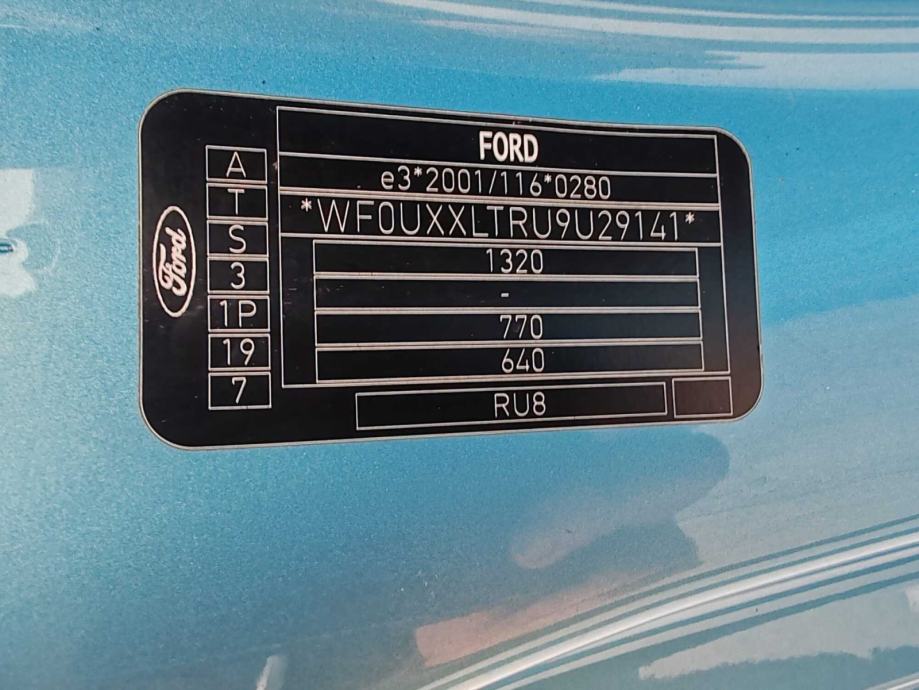 Ford
A
T
S
3
1P
19
7
FORD
e3*2001/116*0280
*WF0UXXLTRU9U29141*
1320
-
770
640
RU8